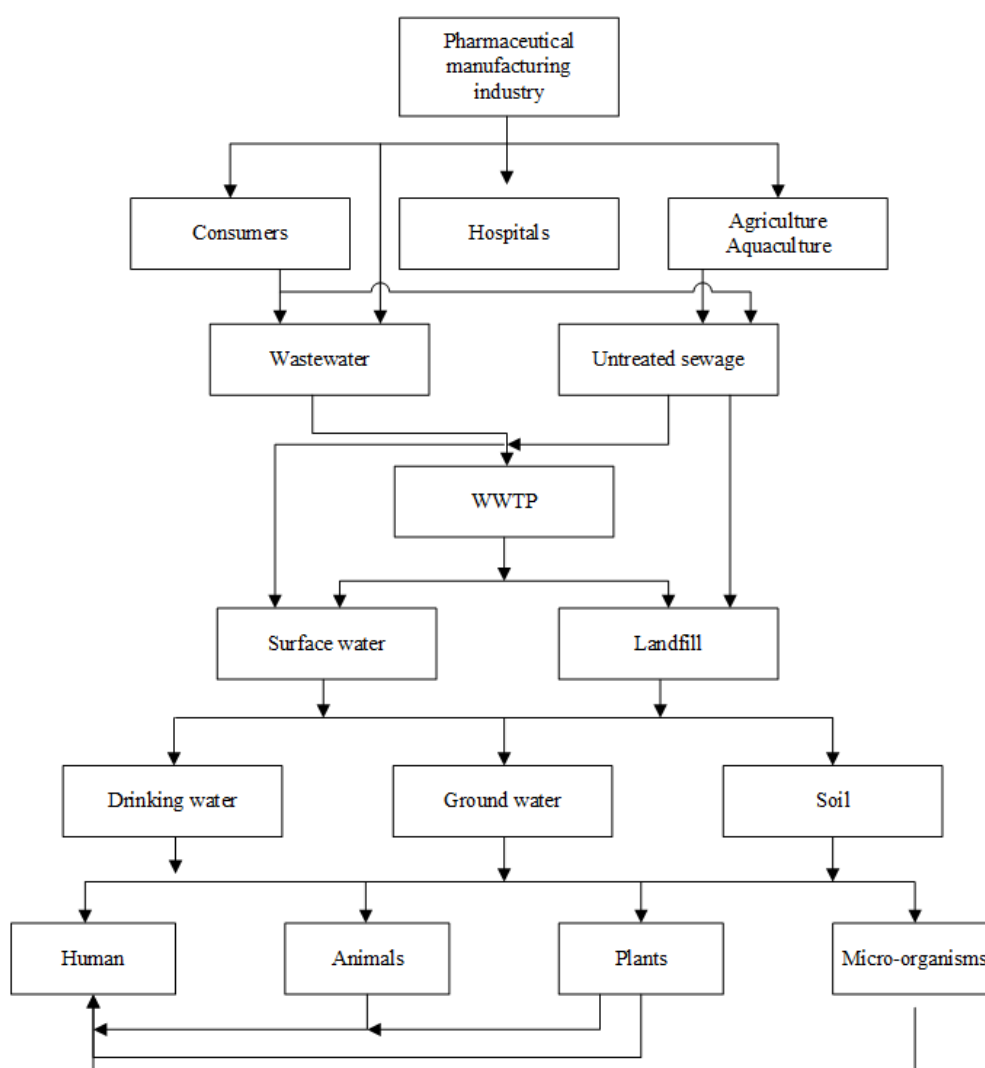 Pharmaceutical
manufacturing
industry
Consumers
Hospitals
Agriculture
Aquaculture
Wastewater
Untreated sewage
WWTP
Surface water
Landfill
Drinking water
Ground water
Soil
Human
Animals
Plants
Micro-organisms